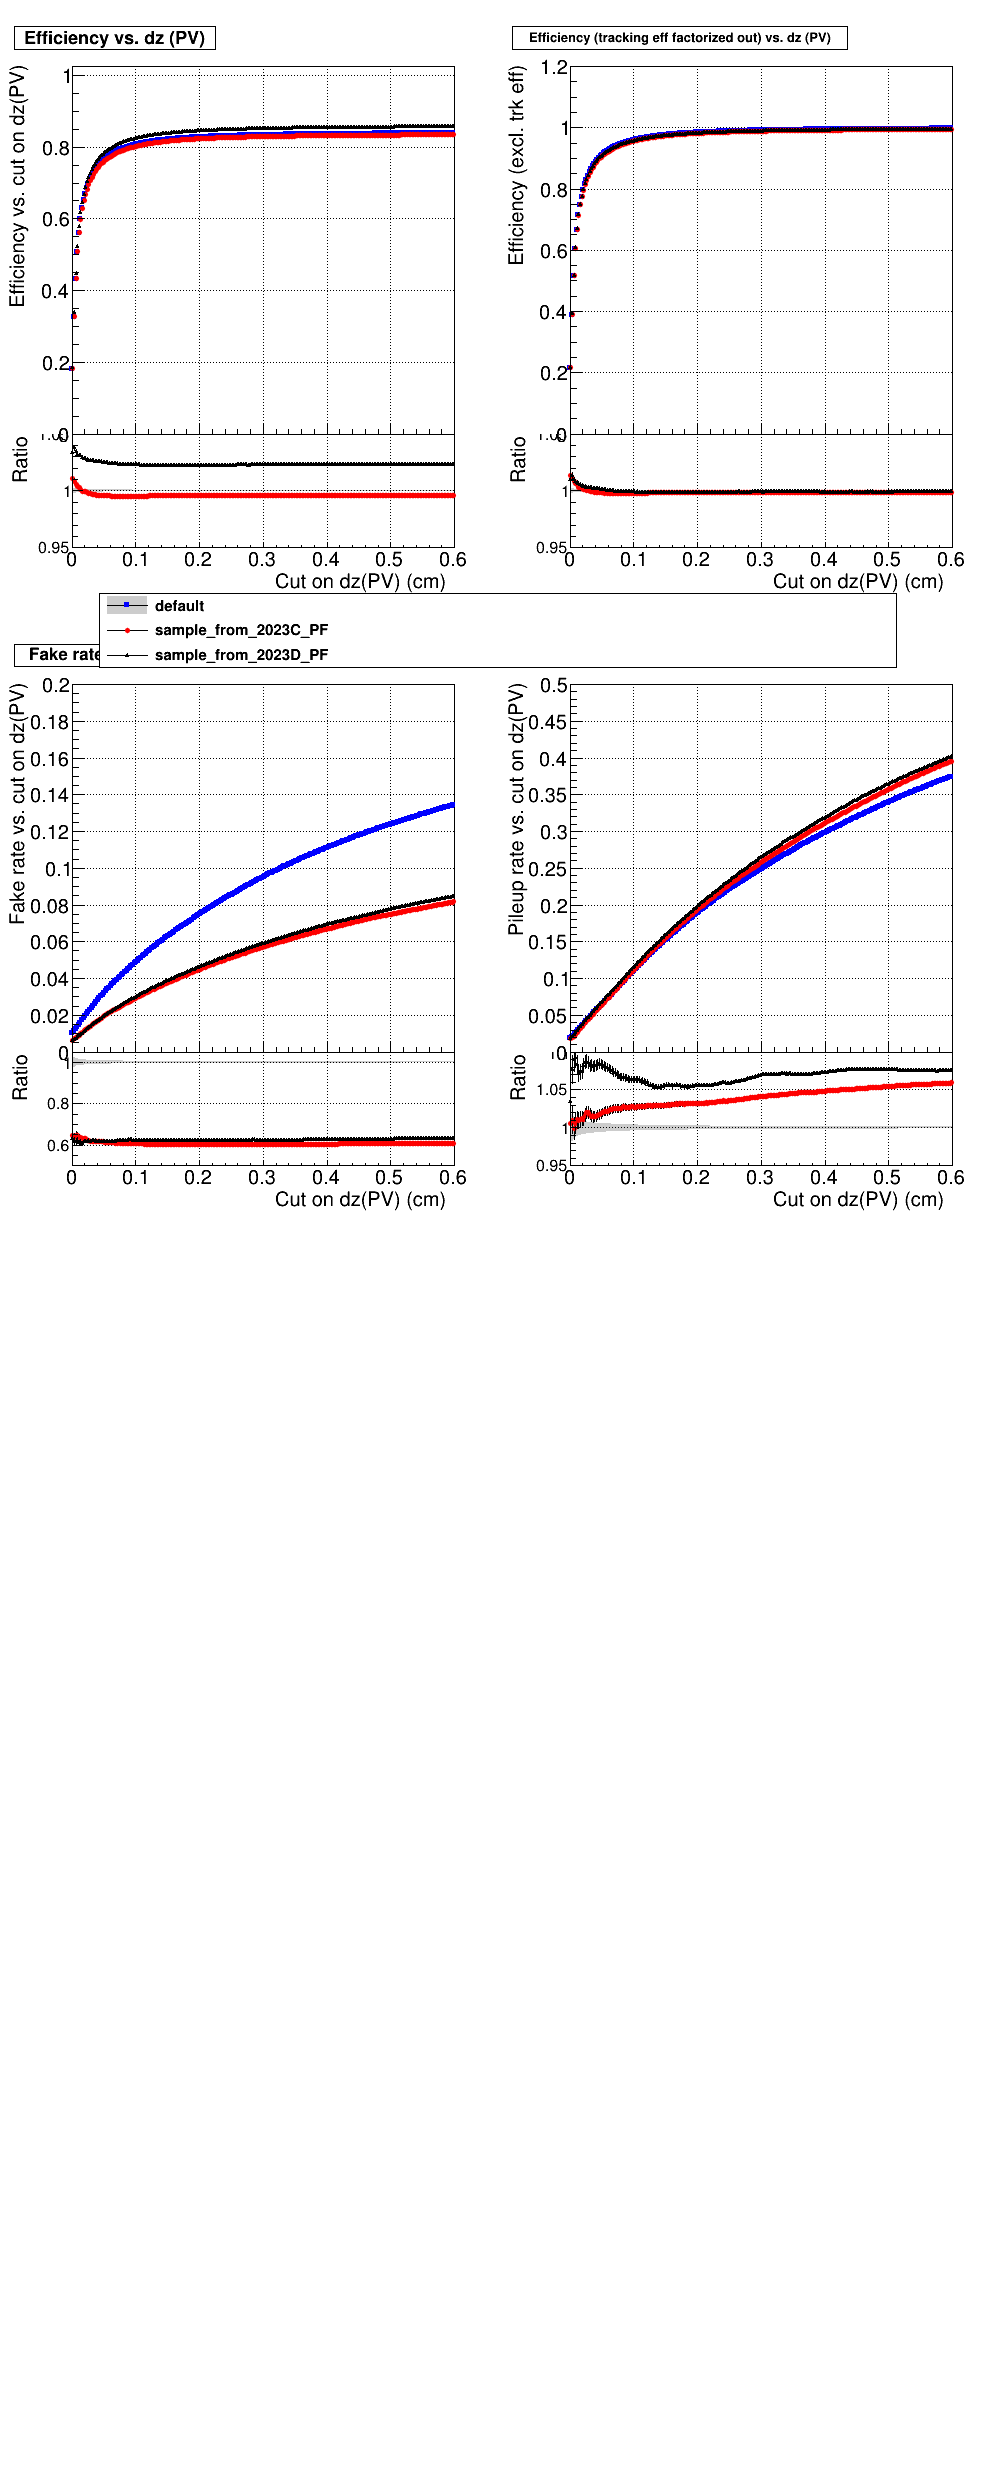 Efficiency vs. dz (PV)
Efficiency vs. cut on dz(PV)
1
0.8
0.6
0.4
0.2
0
Ratio
1
0.95
0 0.1 0.2 0.3 0.4 0.5 0.6
Cut on dz(PV) (cm)
Efficiency (tracking eff factorized out) vs. dz (PV)
Efficiency (excl. trk eff)
1.2
1
0.8
0.6
0.4
0.2
0
Ratio
1
0.95
0 0.1 0.2 0.3 0.4 0.5 0.6
Cut on dz(PV) (cm)
default
sample_from_2023C_PF
sample_from_2023D_PF
Fake rate
Fake rate vs. cut on dz(PV)
0.2
0.18
0.16
0.14
0.12
0.1
0.08
0.06
0.04
0.02
0
Ratio
0.8
0.6
0 0.1 0.2 0.3 0.4 0.5 0.6
Cut on dz(PV) (cm)
Pileup rate vs. cut on dz(PV)
0.5
0.45
0.4
0.35
0.3
0.25
0.2
0.15
0.1
0.05
0
Ratio
1.05
1
0.95
0 0.1 0.2 0.3 0.4 0.5 0.6
Cut on dz(PV) (cm)